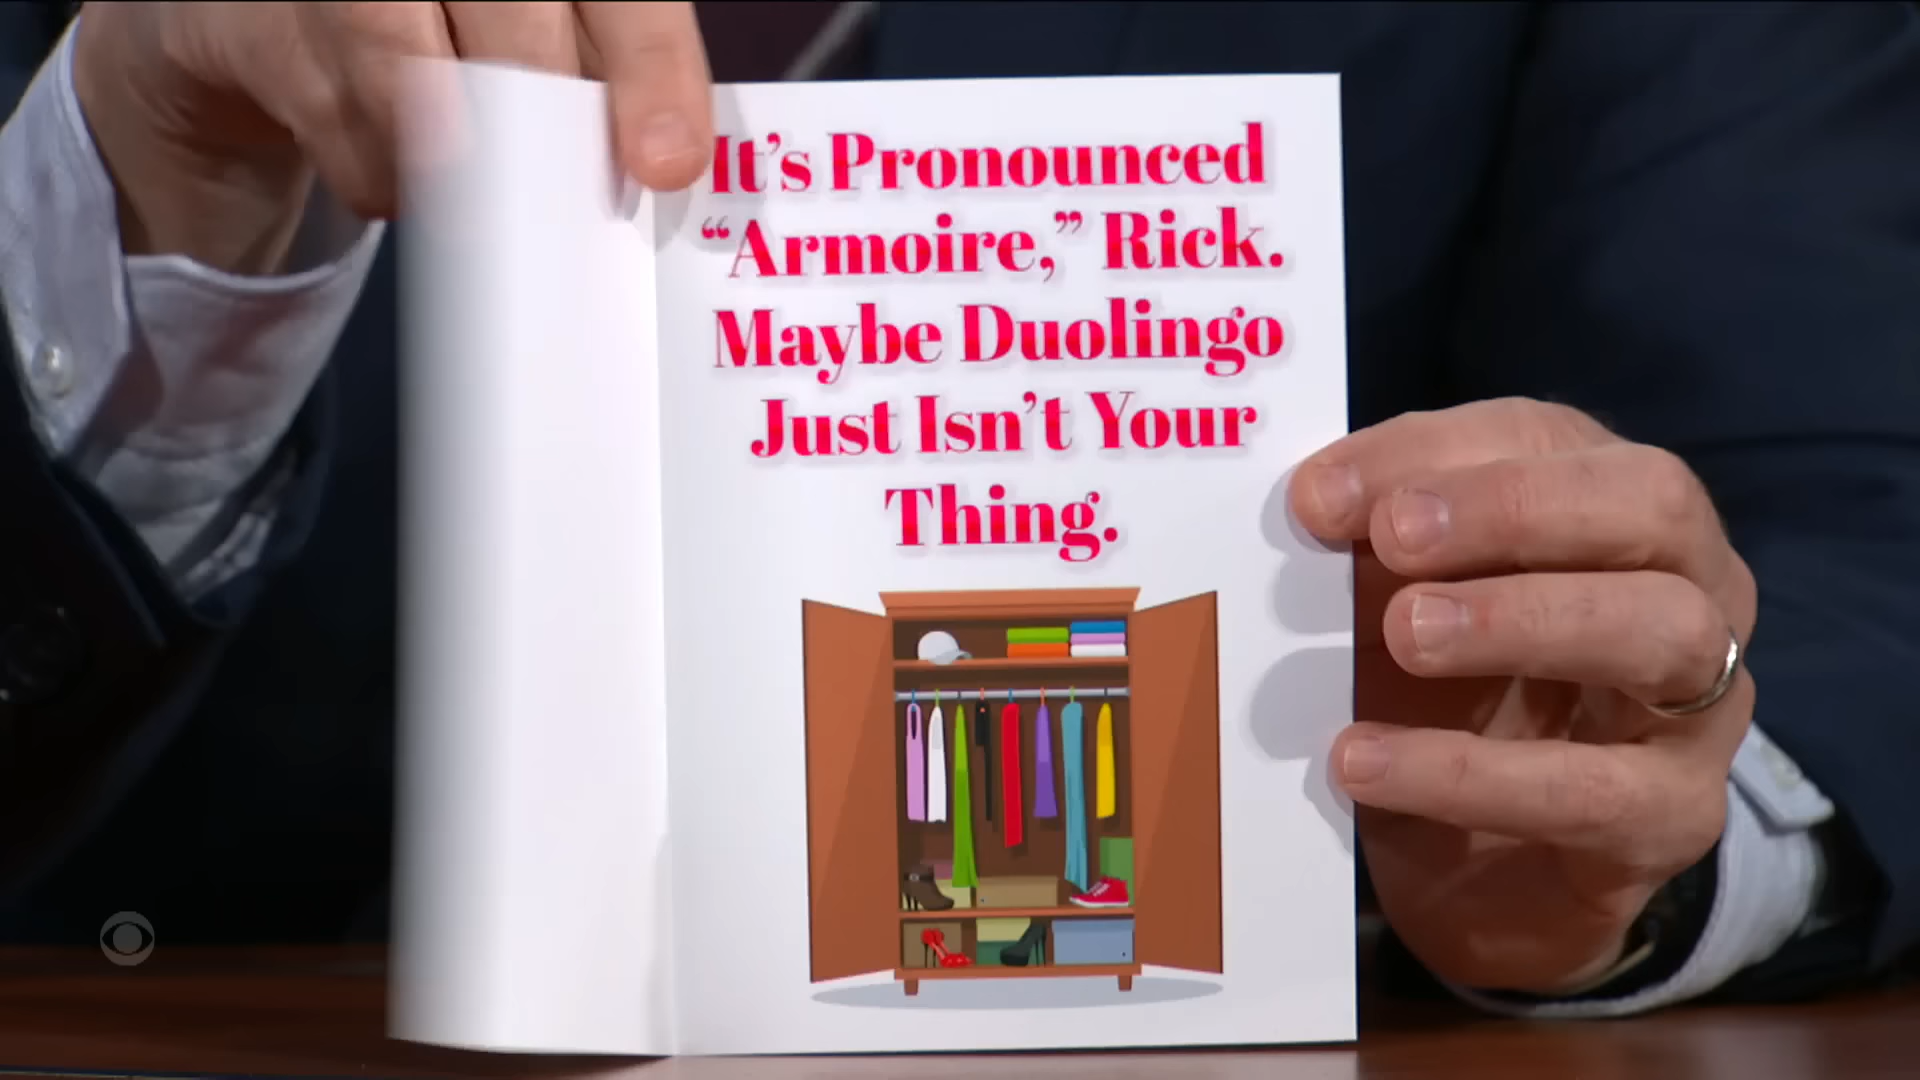 It’s Pronounced
“Armoire,” Rick.
Maybe Duolingo
Just Isn’t Your
Thing.